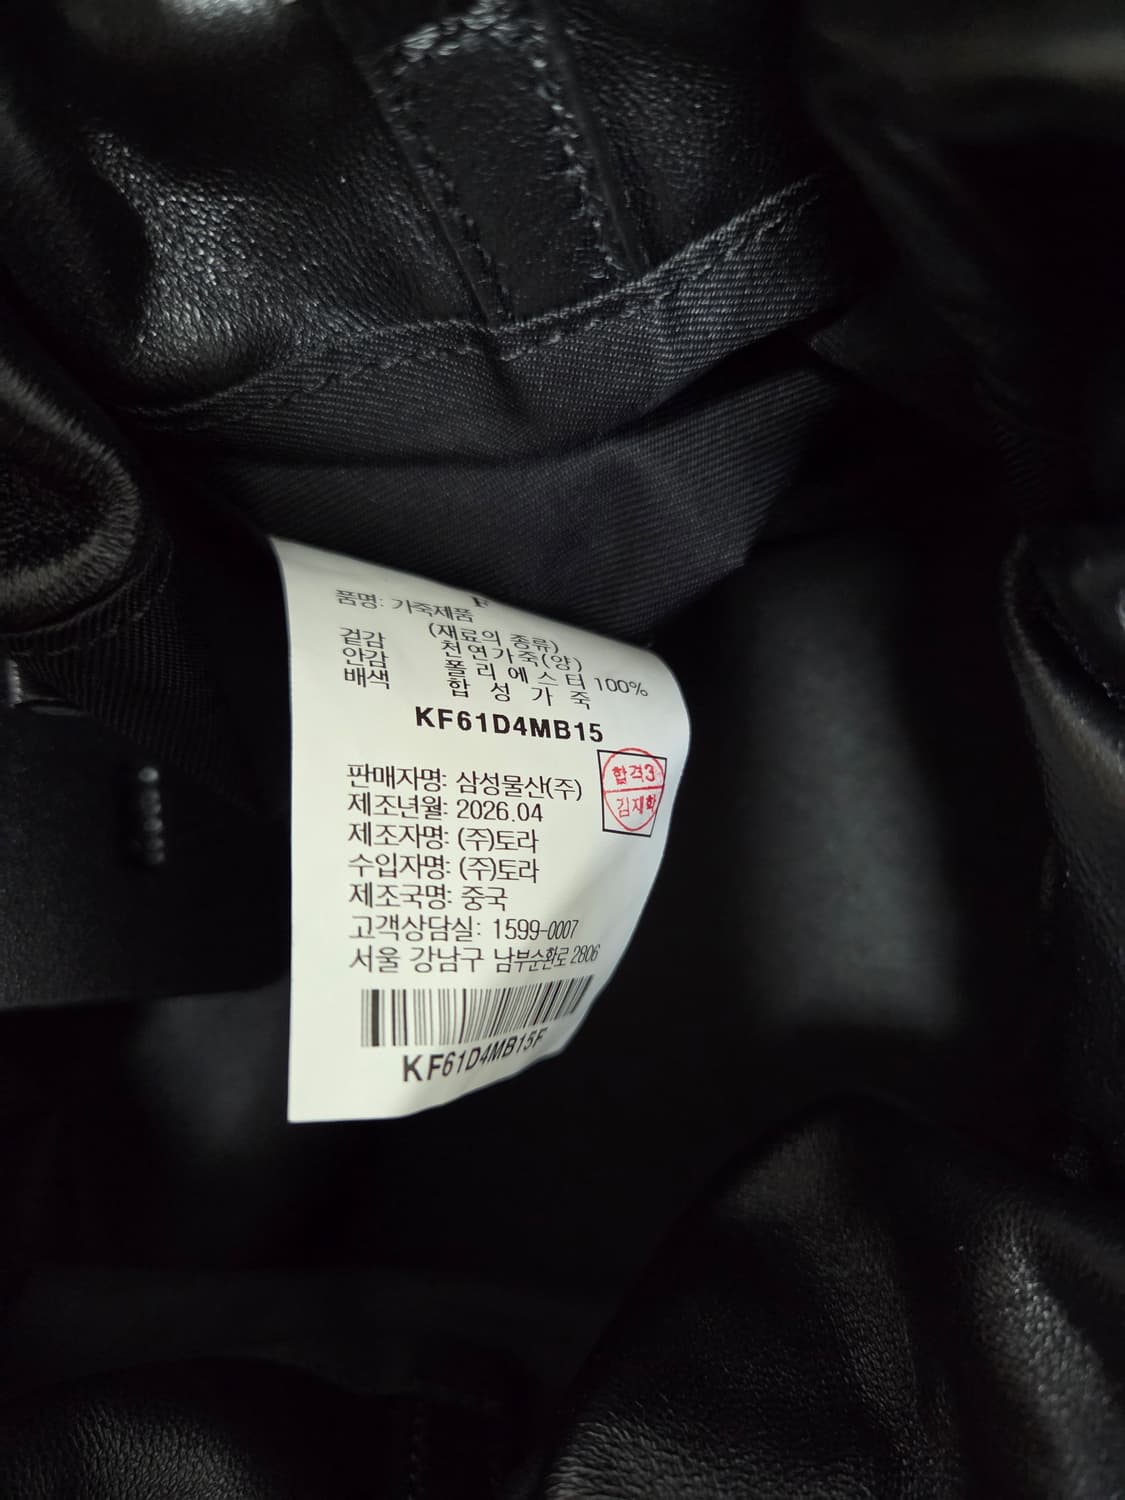 F
품명: 가죽제품
(재료의 종류)
겉감 천연가죽(양)
안감 폴리에스터 100%
배색 합성가죽
KF61D4MB15
합격3
김재학
판매자명: 삼성물산(주)
제조년월: 2026.04
제조자명: (주)토라
수입자명: (주)토라
제조국명: 중국
고객상담실: 1599-0007
서울 강남구 남부순환로 2806
KF61D4MB15F